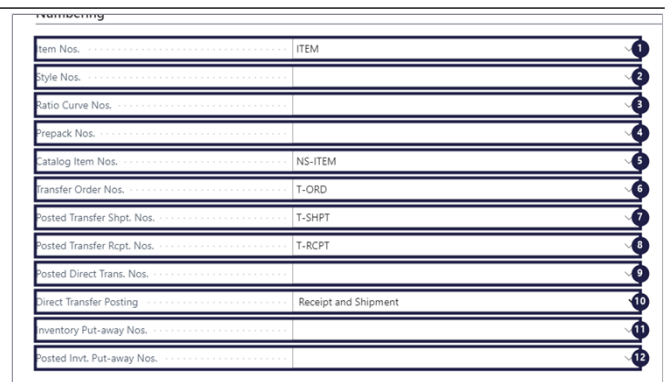 Numbering
Item Nos. ITEM 1
Style Nos. 2
Ratio Curve Nos. 3
Prepack Nos. 4
Catalog Item Nos. NS-ITEM 5
Transfer Order Nos. T-ORD 6
Posted Transfer Shpt. Nos. T-SHPT 7
Posted Transfer Rcpt. Nos. T-RCPT 8
Posted Direct Trans. Nos. 9
Direct Transfer Posting Receipt and Shipment 10
Inventory Put-away Nos. 11
Posted Invt. Put-away Nos. 12